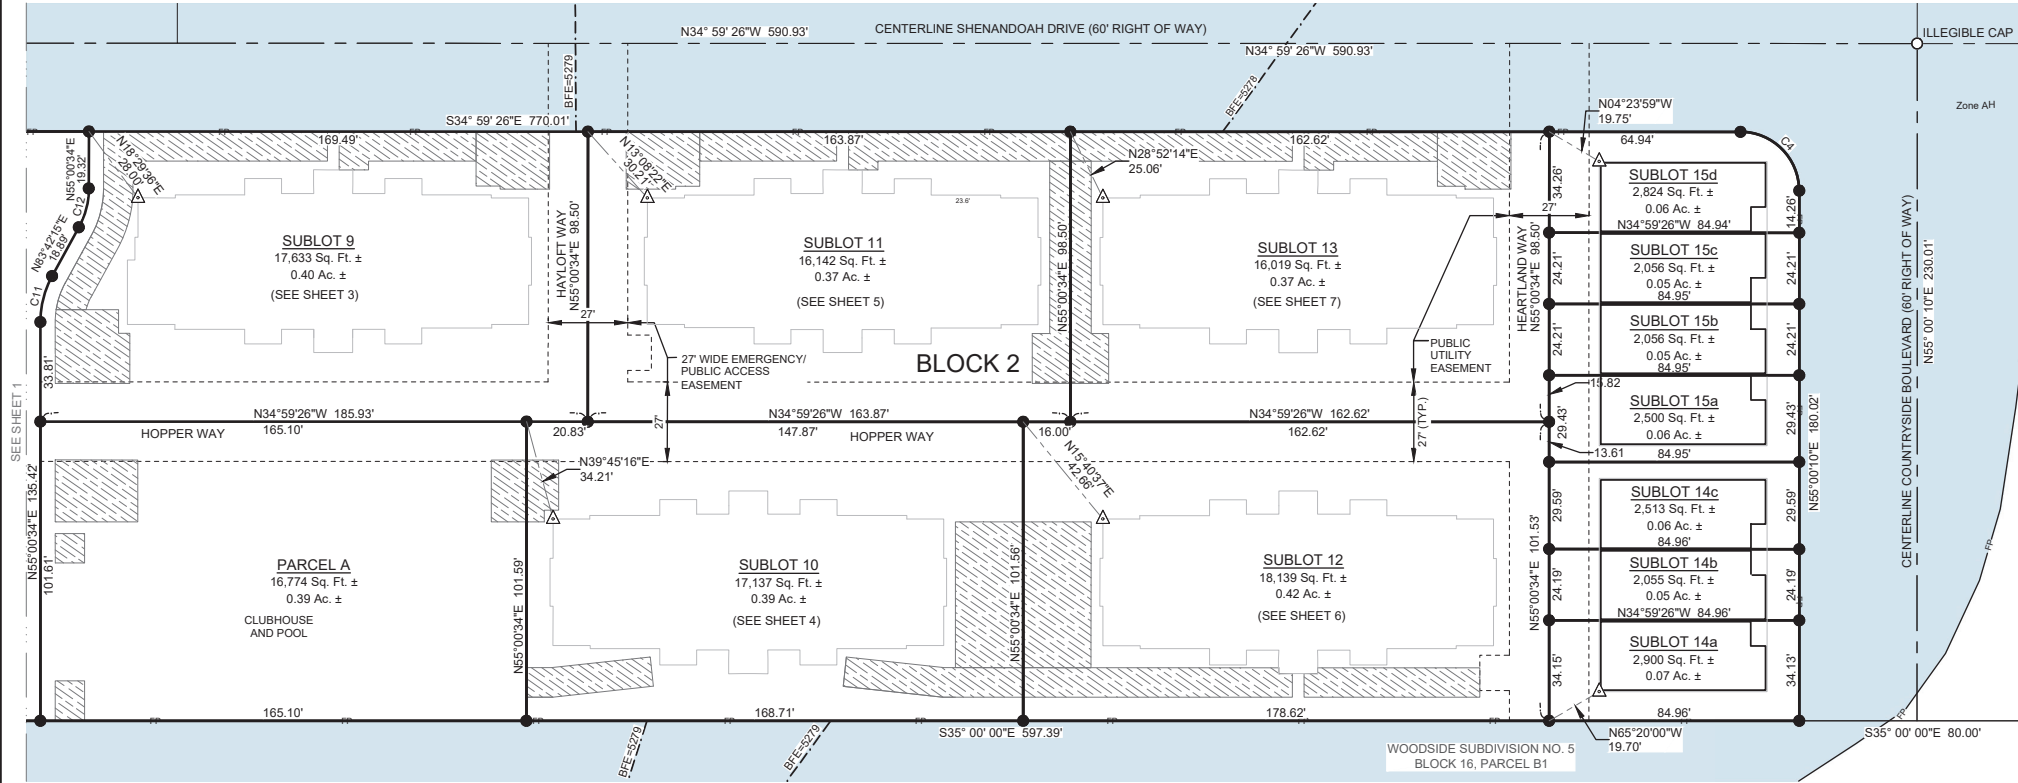 N34° 59' 26"W  590.93'
CENTERLINE SHENANDOAH DRIVE (60' RIGHT OF WAY)
N34° 59' 26"W  590.93'
ILLEGIBLE CAP
BFE=5279
BFE=5278
Zone AH
S34° 59' 26"E  770.01'
169.49'
163.87'
162.62'
64.94'
N04°23'59"W
19.75'
C4
N55°00'34"E
19.32'
N18°29'36"E
28.00'
C12
N83°42'15"E
18.89'
C11
33.81'
SUBLOT 9
17,633 Sq. Ft. ±
0.40 Ac. ±
(SEE SHEET 3)
HAYLOFT WAY
N55°00'34"E  98.50'
27'
N13°08'22"E
30.21'
23.6'
SUBLOT 11
16,142 Sq. Ft. ±
0.37 Ac. ±
(SEE SHEET 5)
N28°52'14"E
25.06'
N55°00'34"E  98.50'
SUBLOT 13
16,019 Sq. Ft. ±
0.37 Ac. ±
(SEE SHEET 7)
27' WIDE EMERGENCY/
PUBLIC ACCESS
EASEMENT
BLOCK 2
PUBLIC
UTILITY
EASEMENT
HEARTLAND WAY
N55°00'34"E  98.50'
27'
34.26'
24.21'
24.21'
29.43'
15.82
13.61
SUBLOT 15d
2,824 Sq. Ft. ±
0.06 Ac. ±
N34°59'26"W  84.94'
14.26'
SUBLOT 15c
2,056 Sq. Ft. ±
0.05 Ac. ±
84.95'
24.21'
SUBLOT 15b
2,056 Sq. Ft. ±
0.05 Ac. ±
84.95'
24.21'
SUBLOT 15a
2,500 Sq. Ft. ±
0.06 Ac. ±
84.95'
29.43'
CENTERLINE COUNTRYSIDE BOULEVARD (60' RIGHT OF WAY)
N55° 00' 10"E  230.01'
N55°00'10"E  180.02'
SEE SHEET 1
N34°59'26"W  185.93'
165.10'
HOPPER WAY
20.83'
27'
N34°59'26"W  163.87'
147.87'
HOPPER WAY
16.00'
N34°59'26"W  162.62'
162.62'
27' (TYP.)
N55°00'34"E  135.42'
101.61'
N39°45'16"E
34.21'
N15°40'37"E
42.66'
PARCEL A
16,774 Sq. Ft. ±
0.39 Ac. ±
CLUBHOUSE
AND POOL
N55°00'34"E  101.59'
SUBLOT 10
17,137 Sq. Ft. ±
0.39 Ac. ±
(SEE SHEET 4)
N55°00'34"E  101.56'
SUBLOT 12
18,139 Sq. Ft. ±
0.42 Ac. ±
(SEE SHEET 6)
N55°00'34"E  101.53'
29.59'
24.19'
34.15'
SUBLOT 14c
2,513 Sq. Ft. ±
0.06 Ac. ±
84.96'
29.59'
SUBLOT 14b
2,055 Sq. Ft. ±
0.05 Ac. ±
N34°59'26"W  84.96'
24.19'
SUBLOT 14a
2,900 Sq. Ft. ±
0.07 Ac. ±
34.13'
FP
FP
165.10'
168.71'
178.62'
84.96'
BFE=5279
BFE=5279
S35° 00' 00"E  597.39'
N65°20'00"W
19.70'
S35° 00' 00"E  80.00'
WOODSIDE SUBDIVISION NO. 5
BLOCK 16, PARCEL B1